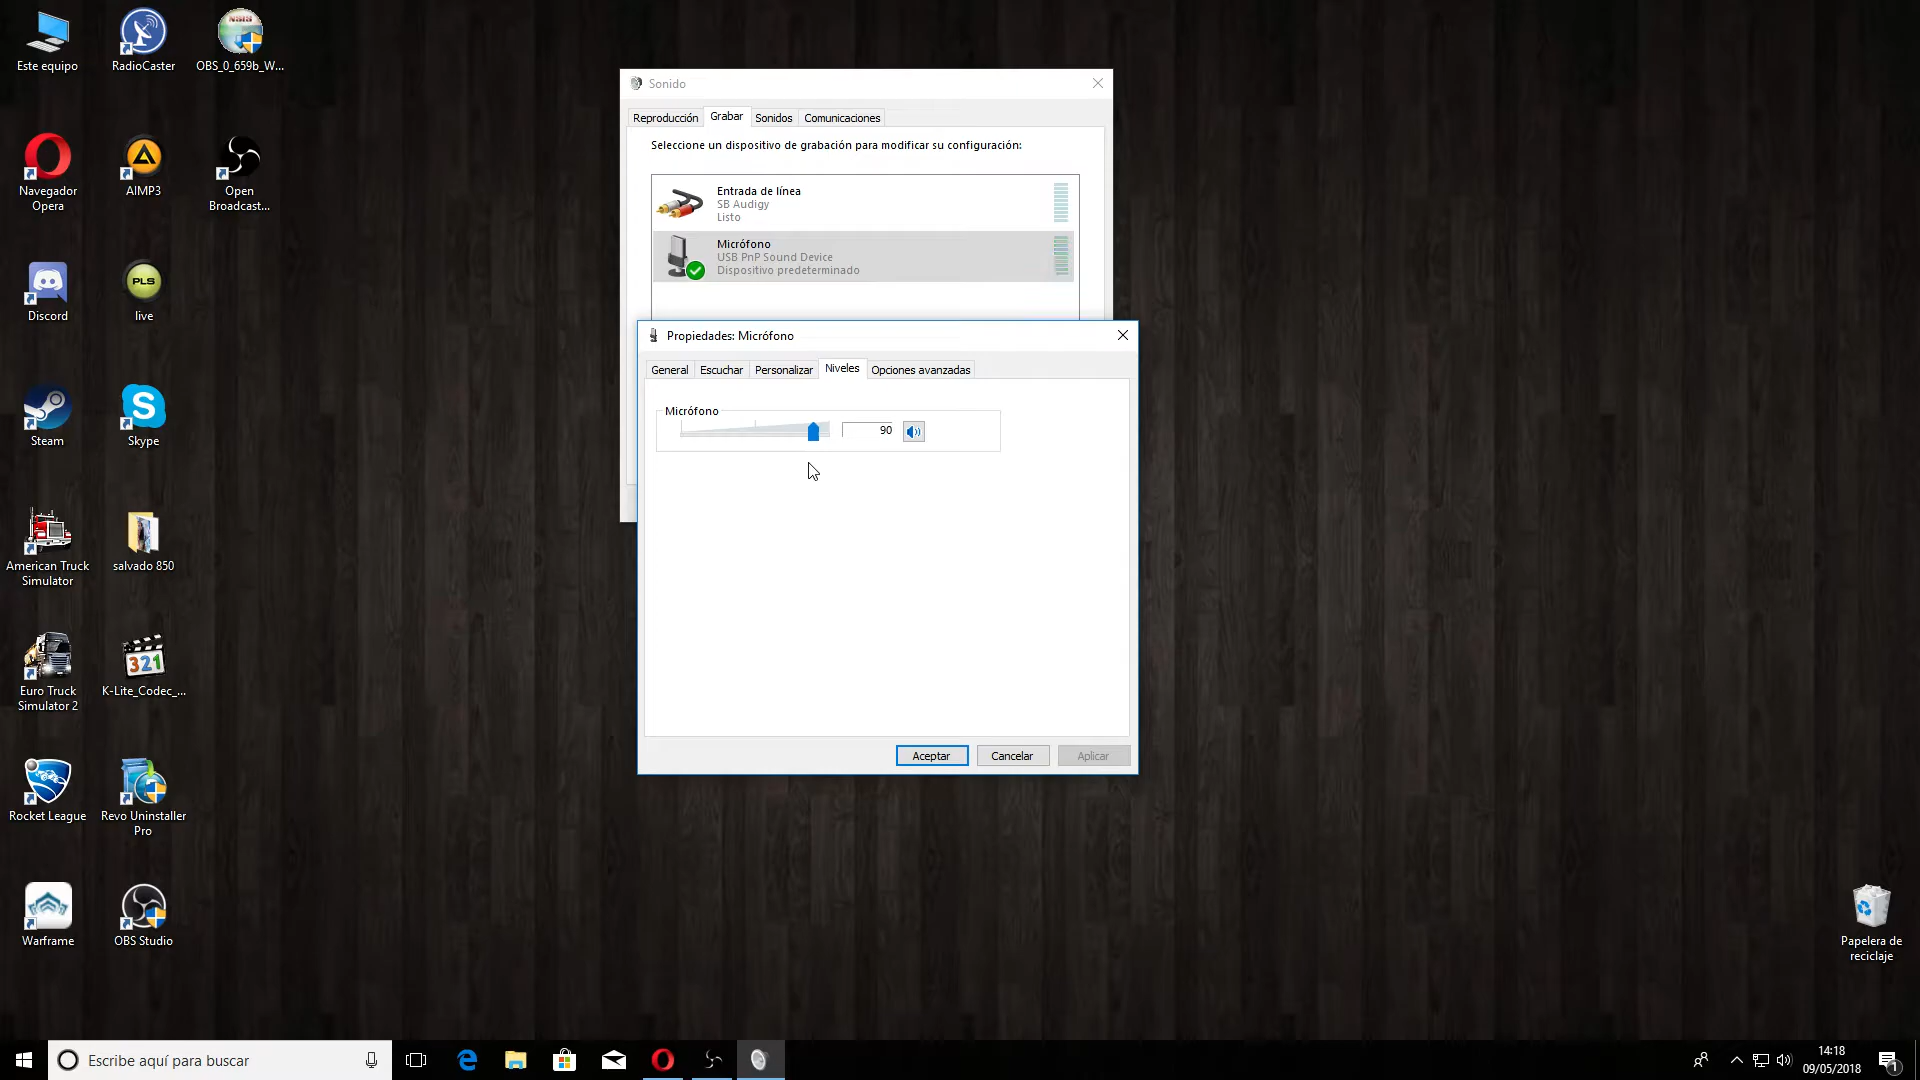 Este equipo
RadioCaster
NSIS
OBS_0_659b_W...
Navegador
Opera
AIMP3
Open
Broadcast...
Discord
PLS
live
Steam
S
Skype
American Truck
Simulator
salvado 850
Euro Truck
Simulator 2
321
K-Lite_Codec_...
Rocket League
Revo Uninstaller
Pro
Warframe
OBS Studio
Sonido
Reproducción Grabar Sonidos Comunicaciones
Seleccione un dispositivo de grabación para modificar su configuración:
Entrada de línea
SB Audigy
Listo
Micrófono
USB PnP Sound Device
Dispositivo predeterminado
Propiedades: Micrófono
General Escuchar Personalizar Niveles Opciones avanzadas
Micrófono
90
Aceptar Cancelar Aplicar
Papelera de
reciclaje
Escribe aquí para buscar
14:18
09/05/2018
1